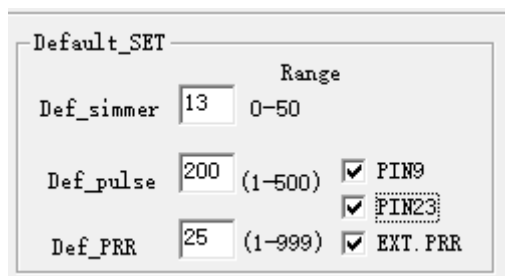 Default_SET
Range
Def_simmer 13 0-50
Def_pulse 200 (1-500) PIN9
PIN23
Def_PRR 25 (1-999) EXT.PRR